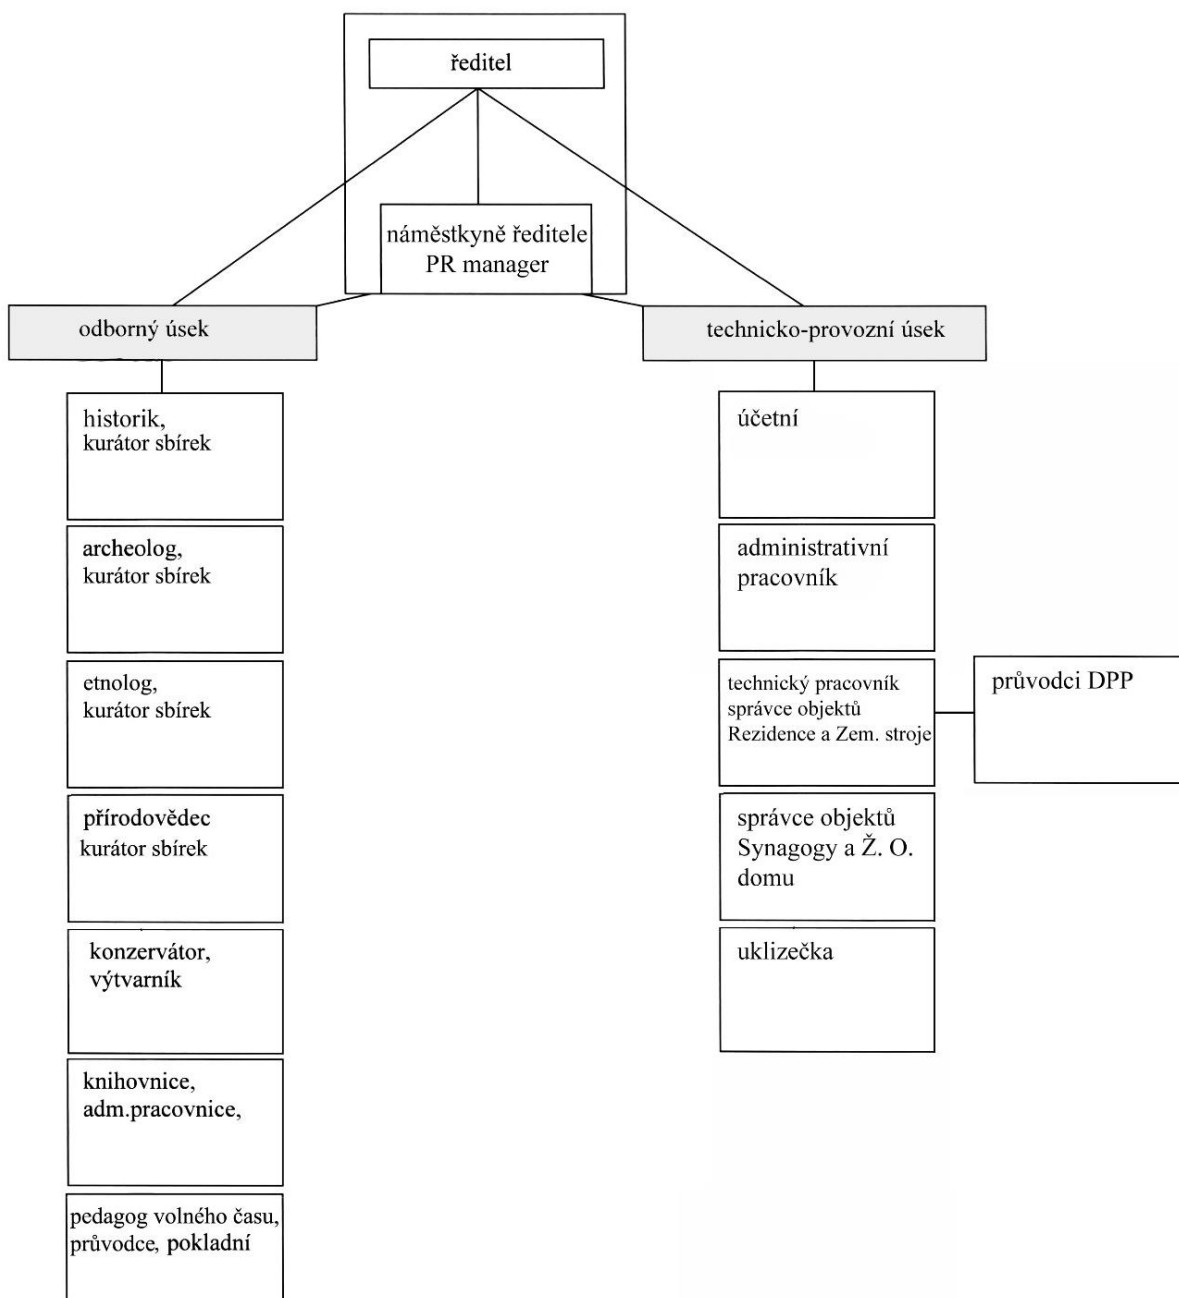 ředitel
náměstkyně ředitele
PR manager
odborný úsek
technicko-provozní úsek
historik,
kurátor sbírek
archeolog,
kurátor sbírek
etnolog,
kurátor sbírek
přírodovědec
kurátor sbírek
konzervátor,
výtvarník
knihovnice,
adm.pracovnice,
pedagog volného času,
průvodce, pokladní
účetní
administrativní
pracovník
technický pracovník
správce objektů
Rezidence a Zem. stroje
průvodci DPP
správce objektů
Synagogy a Ž. O.
domu
uklizečka